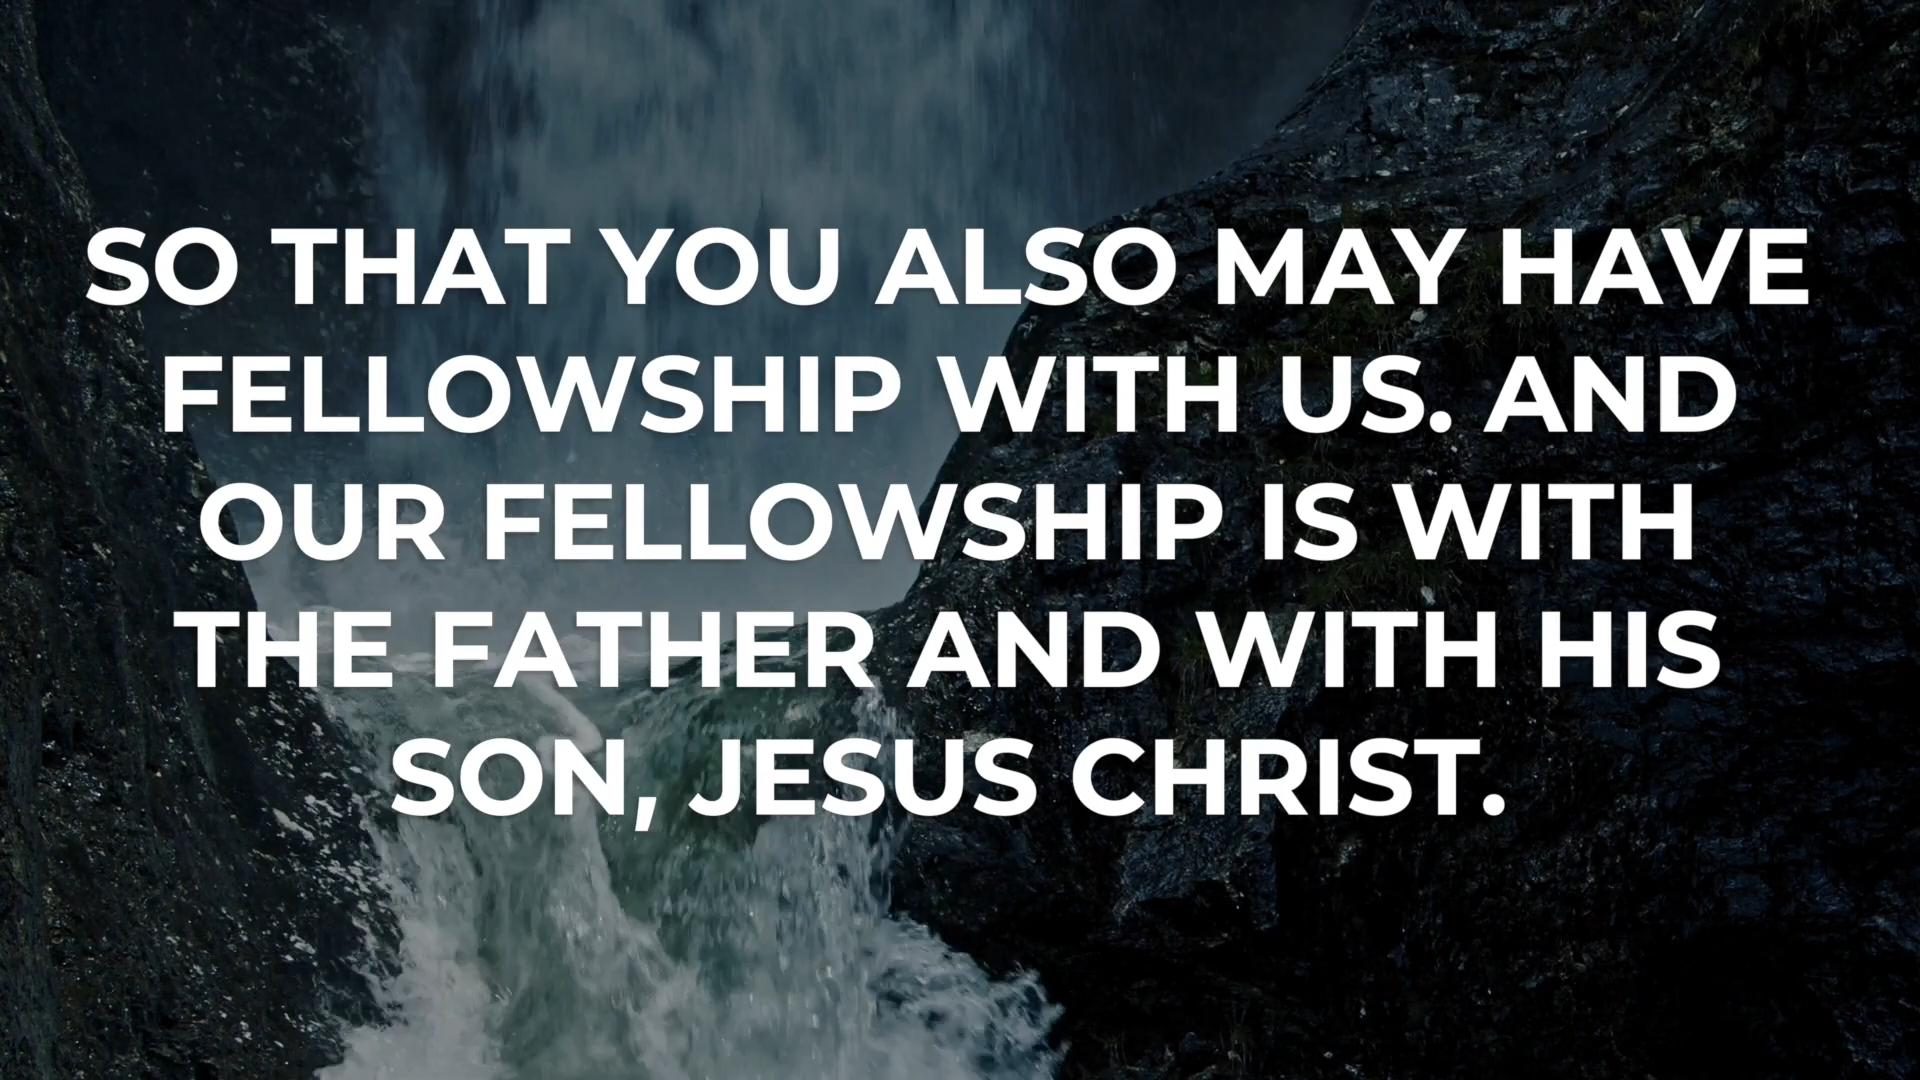 SO THAT YOU ALSO MAY HAVE
FELLOWSHIP WITH US. AND
OUR FELLOWSHIP IS WITH
THE FATHER AND WITH HIS
SON, JESUS CHRIST.